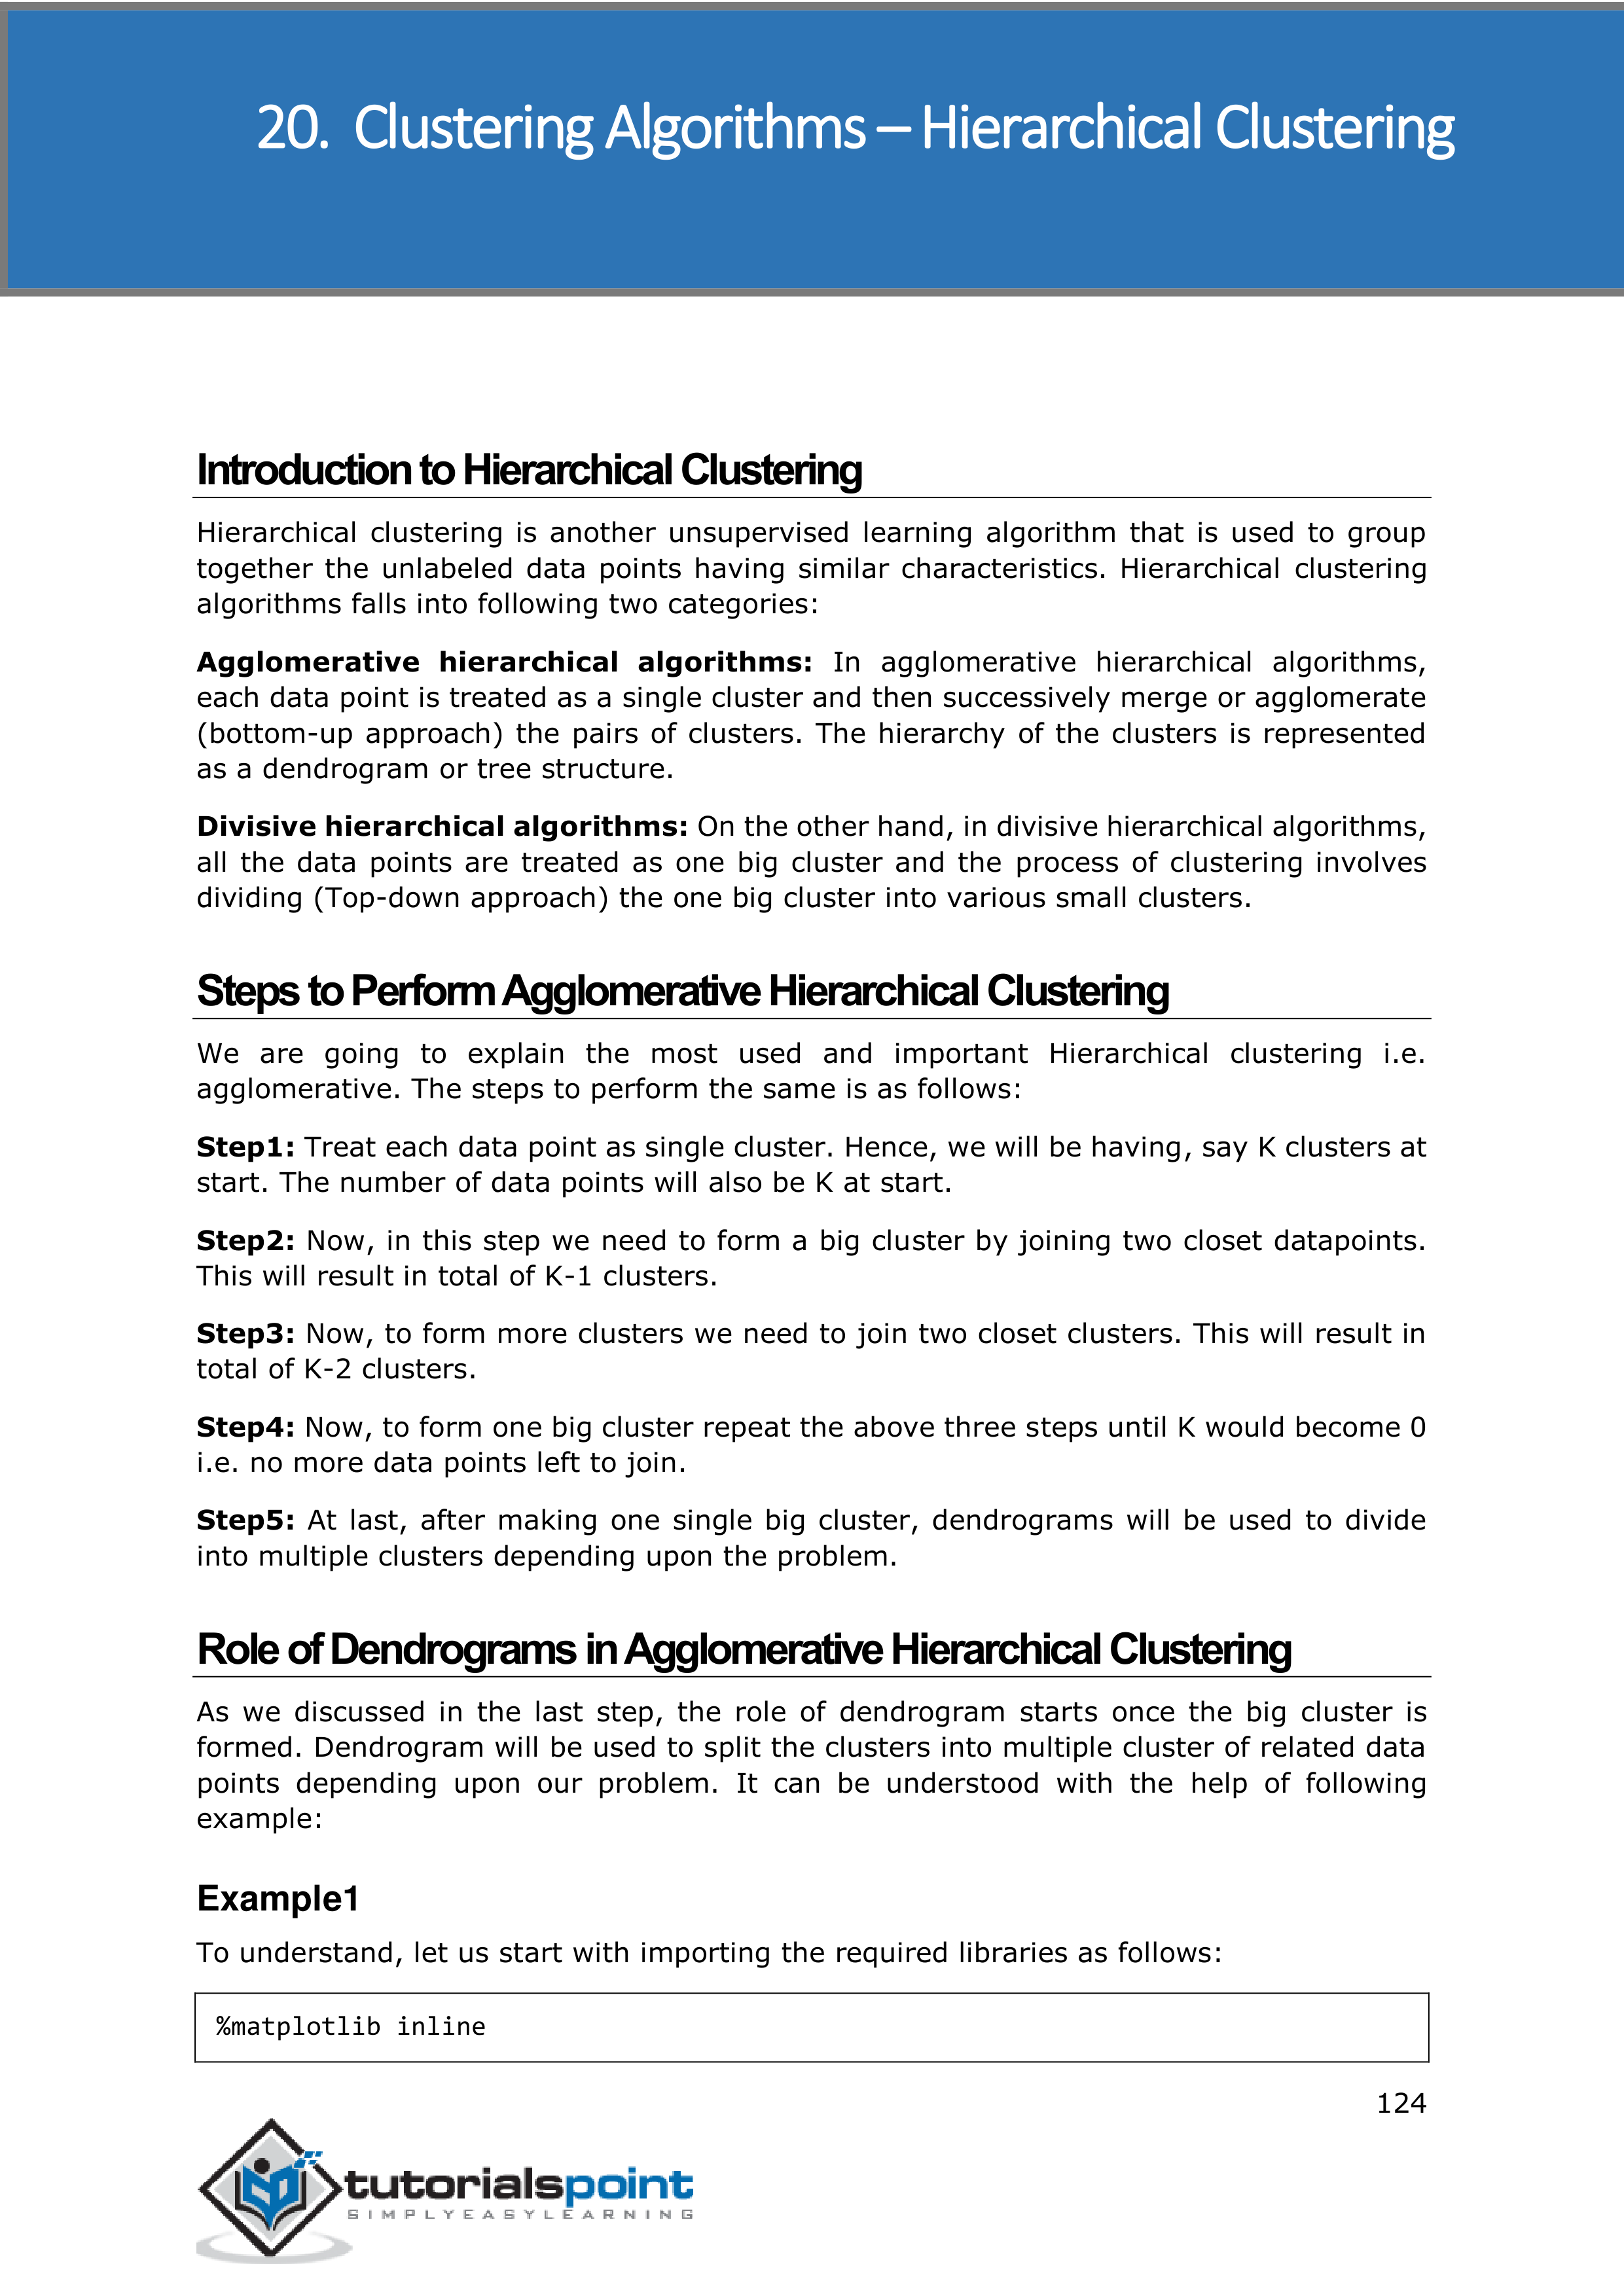 20. Clustering Algorithms – Hierarchical Clustering
Introduction to Hierarchical Clustering
Hierarchical clustering is another unsupervised learning algorithm that is used to group
together the unlabeled data points having similar characteristics. Hierarchical clustering
algorithms falls into following two categories:
Agglomerative hierarchical algorithms: In agglomerative hierarchical algorithms,
each data point is treated as a single cluster and then successively merge or agglomerate
(bottom-up approach) the pairs of clusters. The hierarchy of the clusters is represented
as a dendrogram or tree structure.
Divisive hierarchical algorithms: On the other hand, in divisive hierarchical algorithms,
all the data points are treated as one big cluster and the process of clustering involves
dividing (Top-down approach) the one big cluster into various small clusters.
Steps to Perform Agglomerative Hierarchical Clustering
We are going to explain the most used and important Hierarchical clustering i.e.
agglomerative. The steps to perform the same is as follows:
Step1: Treat each data point as single cluster. Hence, we will be having, say K clusters at
start. The number of data points will also be K at start.
Step2: Now, in this step we need to form a big cluster by joining two closet datapoints.
This will result in total of K-1 clusters.
Step3: Now, to form more clusters we need to join two closet clusters. This will result in
total of K-2 clusters.
Step4: Now, to form one big cluster repeat the above three steps until K would become 0
i.e. no more data points left to join.
Step5: At last, after making one single big cluster, dendrograms will be used to divide
into multiple clusters depending upon the problem.
Role of Dendrograms in Agglomerative Hierarchical Clustering
As we discussed in the last step, the role of dendrogram starts once the big cluster is
formed. Dendrogram will be used to split the clusters into multiple cluster of related data
points depending upon our problem. It can be understood with the help of following
example:
Example1
To understand, let us start with importing the required libraries as follows:
%matplotlib inline
124
tutorialspoint
SIMPLYEASYLEARNING